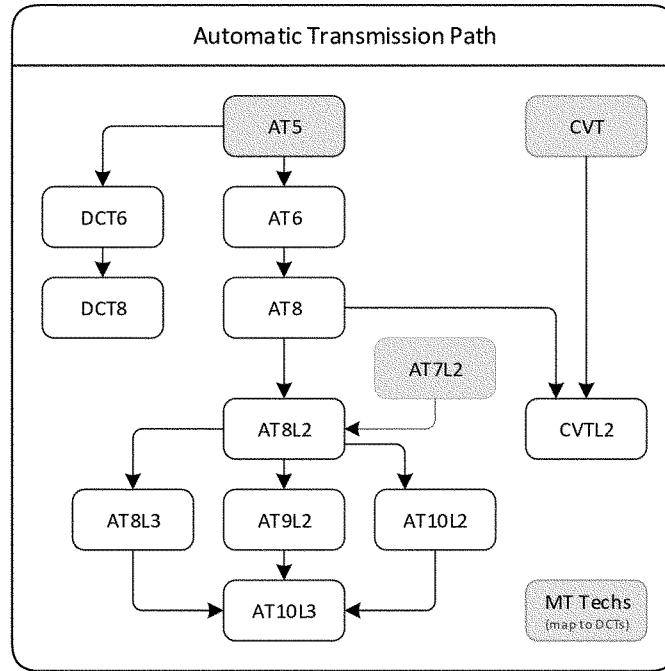 Automatic Transmission Path
AT5
CVT
DCT6
AT6
DCT8
AT8
AT7L2
AT8L2
CVTL2
AT8L3
AT9L2
AT10L2
AT10L3
MT Techs
(map to DCTs)